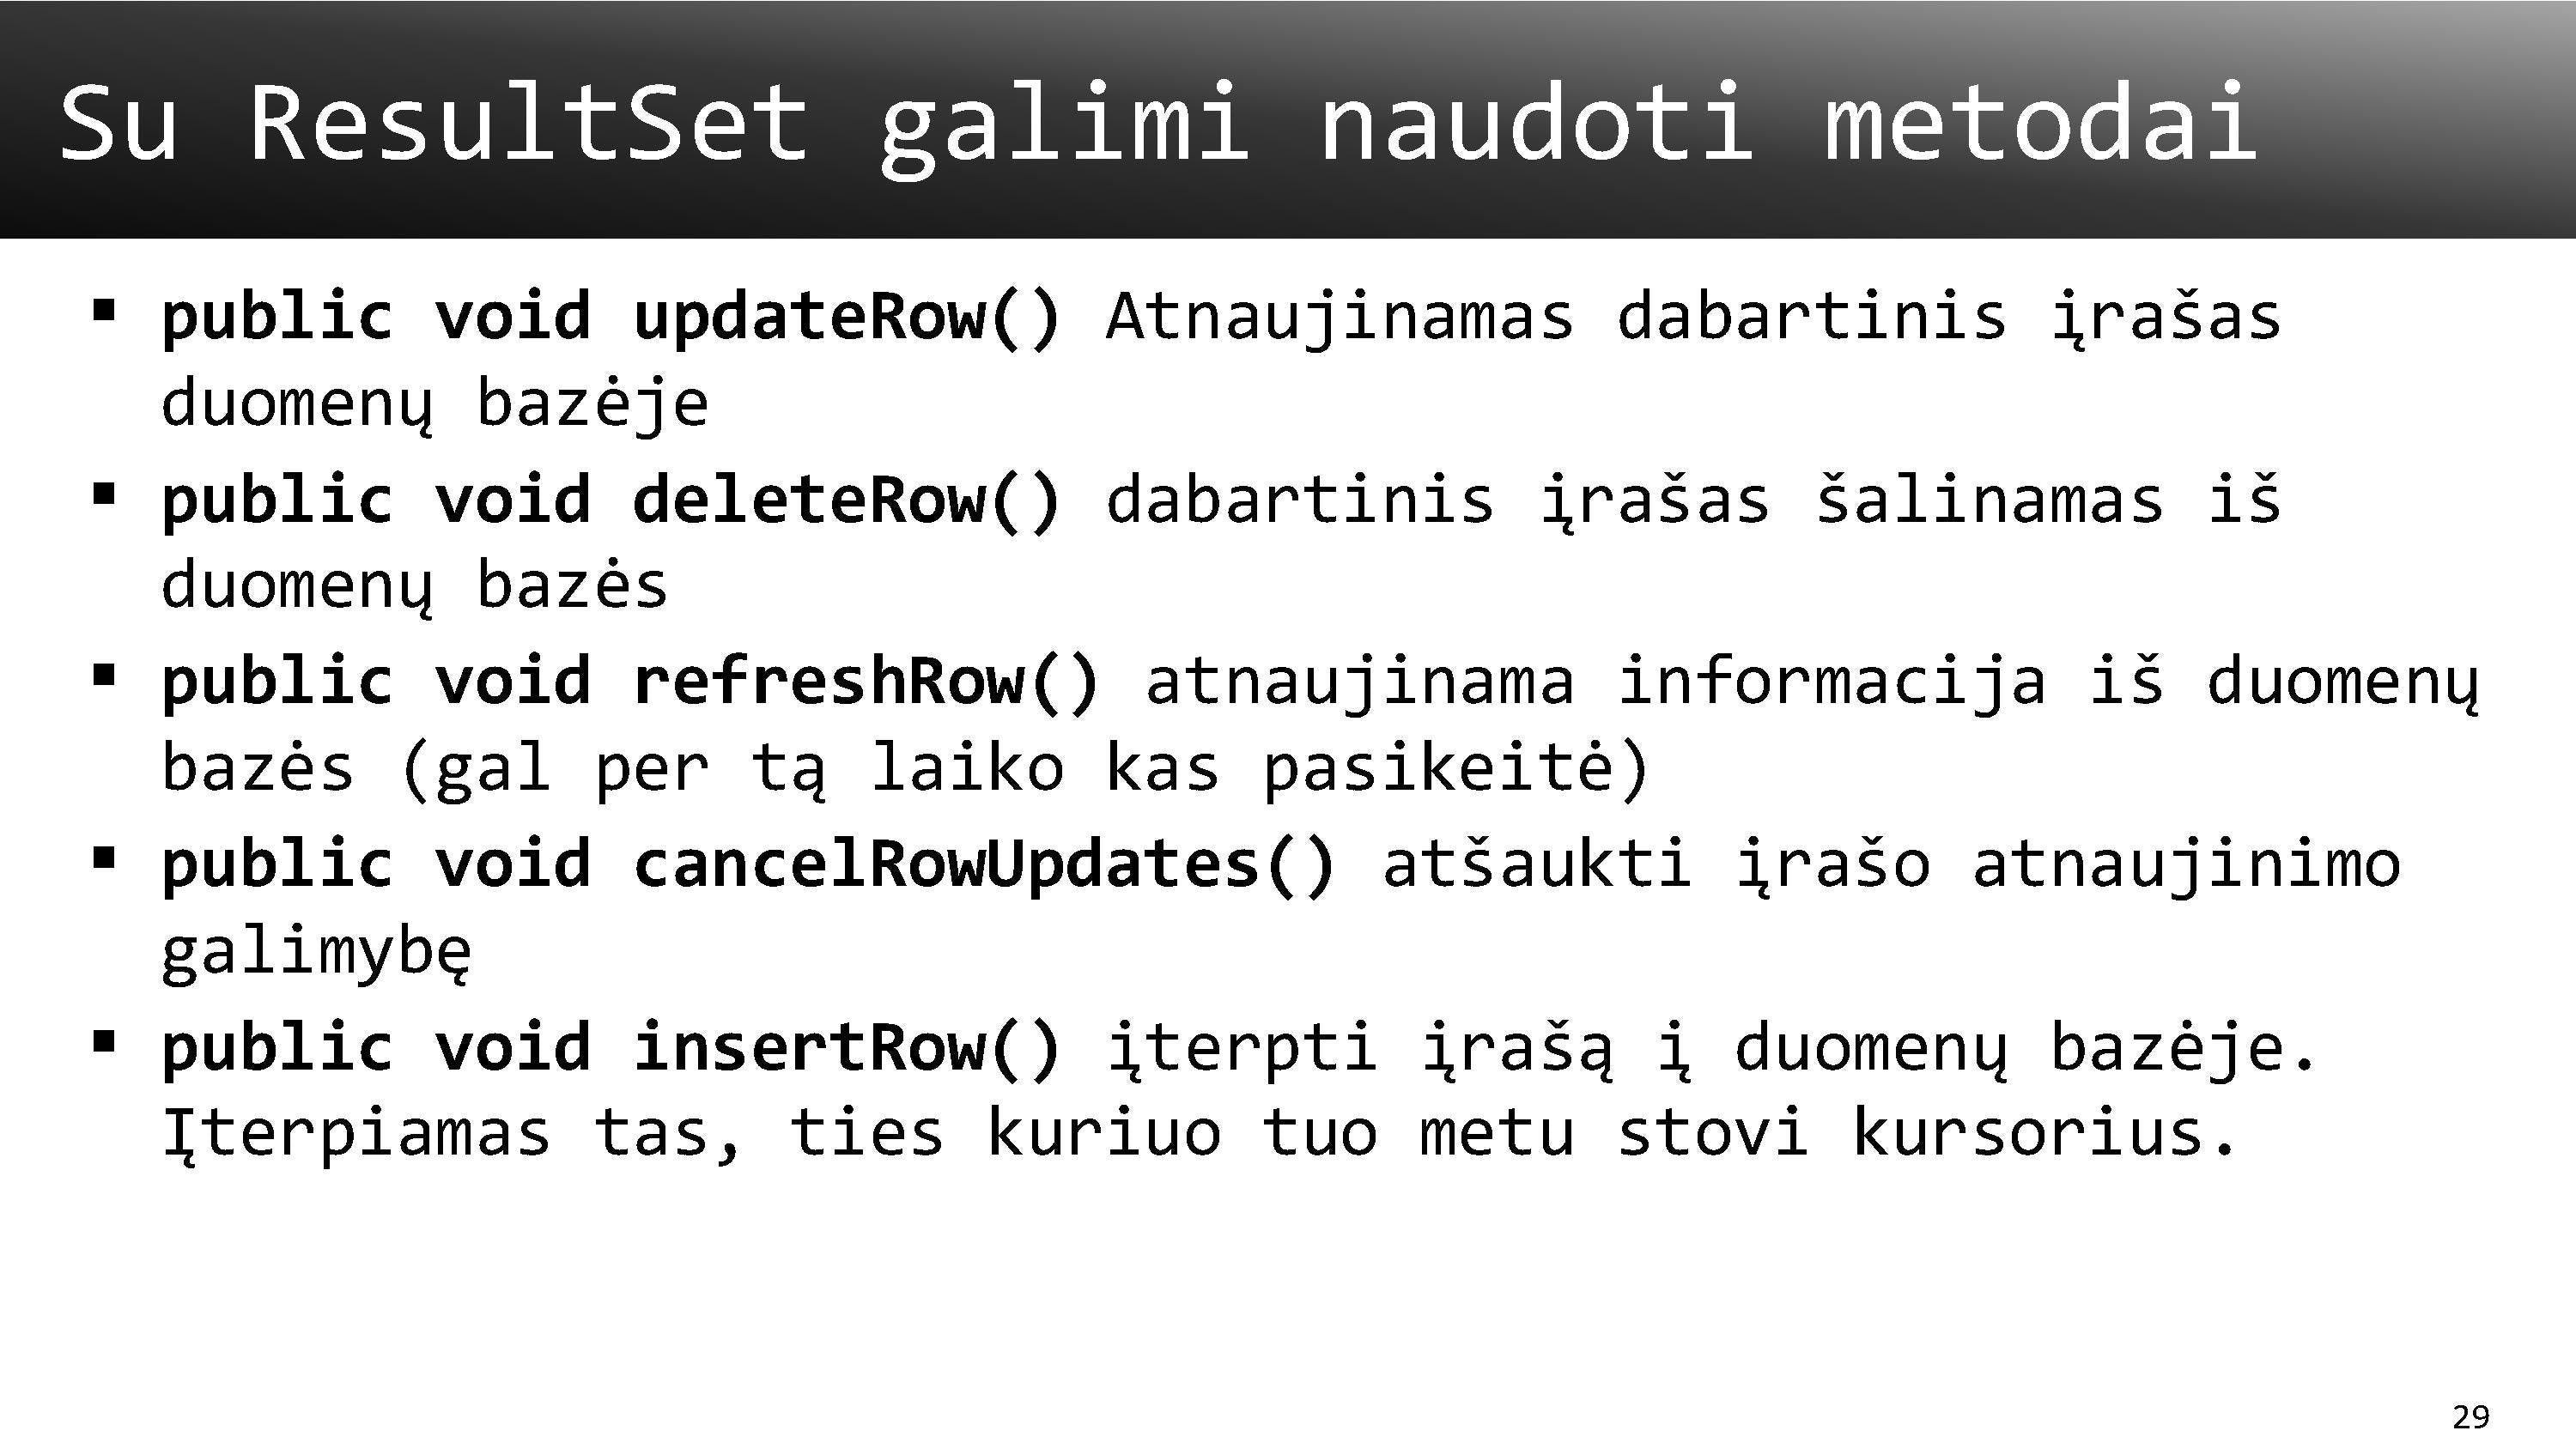 Su ResultSet galimi naudoti metodai
▪ public void updateRow() Atnaujinamas dabartinis įrašas
duomenų bazėje
▪ public void deleteRow() dabartinis įrašas šalinamas iš
duomenų bazės
▪ public void refreshRow() atnaujinama informacija iš duomenų
bazės (gal per tą laiko kas pasikeitė)
▪ public void cancelRowUpdates() atšaukti įrašo atnaujinimo
galimybę
▪ public void insertRow() įterpti įrašą į duomenų bazėje.
Įterpiamas tas, ties kuriuo tuo metu stovi kursorius.
29